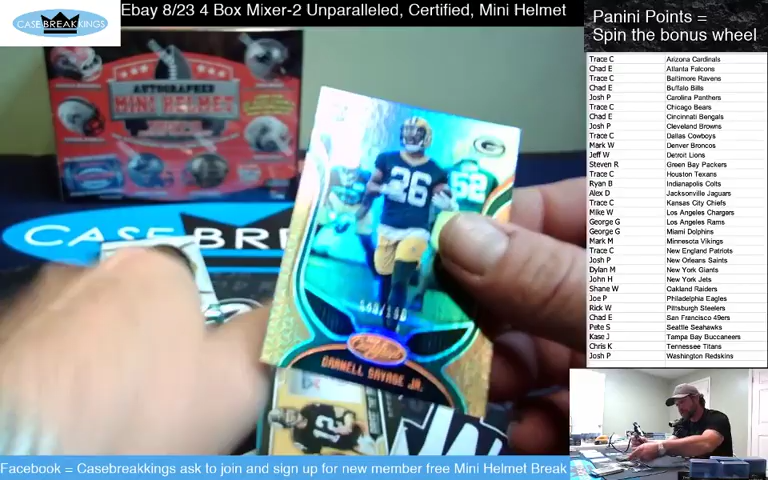 CASEBREAKKINGS
Ebay 8/23 4 Box Mixer-2 Unparalleled, Certified, Mini Helmet
Panini Points =
Spin the bonus wheel
Trace C Arizona Cardinals
Chad E Atlanta Falcons
Trace C Baltimore Ravens
Chad E Buffalo Bills
Josh P Carolina Panthers
Trace C Chicago Bears
Chad E Cincinnati Bengals
Josh P Cleveland Browns
Trace C Dallas Cowboys
Mark W Denver Broncos
Jeff W Detroit Lions
Steven R Green Bay Packers
Trace C Houston Texans
Ryan B Indianapolis Colts
Alex D Jacksonville Jaguars
Trace C Kansas City Chiefs
Mike W Los Angeles Chargers
George G Los Angeles Rams
George G Miami Dolphins
Mark M Minnesota Vikings
Trace C New England Patriots
Josh P New Orleans Saints
Dylan M New York Giants
John H New York Jets
Shane W Oakland Raiders
Joe P Philadelphia Eagles
Rick W Pittsburgh Steelers
Chad E San Francisco 49ers
Pete S Seattle Seahawks
Kase J Tampa Bay Buccaneers
Chris K Tennessee Titans
Josh P Washington Redskins
AUTOGRAPHED
MINI HELMET
26
62
G
CASE BREAK
DARNELL SAVAGE JR.
12
Facebook = Casebreakkings ask to join and sign up for new member free Mini Helmet Break